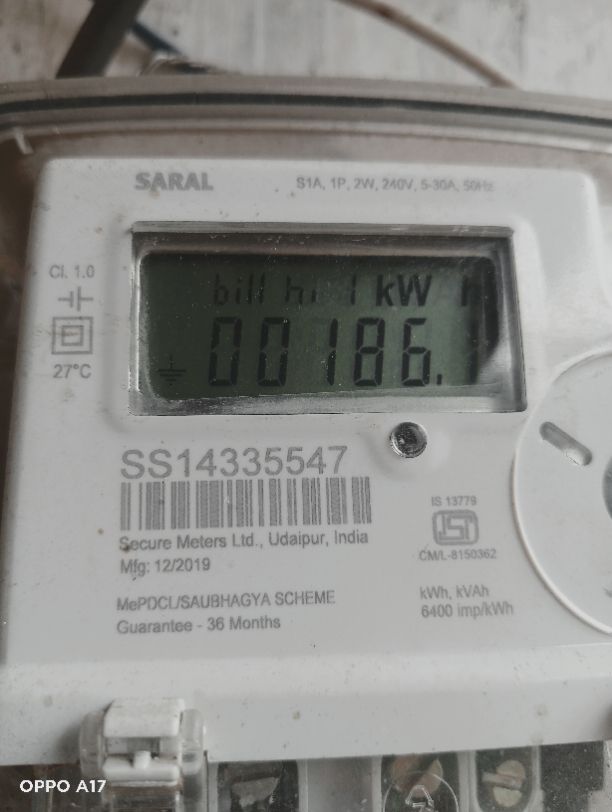 SARAL
S1A, 1P, 2W, 240V, 5-30A, 50Hz
Cl. 1.0
27°C
bill hi 1 kW
00186.
SS14335547
Secure Meters Ltd., Udaipur, India
Mfg: 12/2019
MePDCL/SAUBHAGYA SCHEME
Guarantee - 36 Months
IS 13779
ISI
CM/L-8150362
kWh, kVAh
6400 imp/kWh
OPPO A17